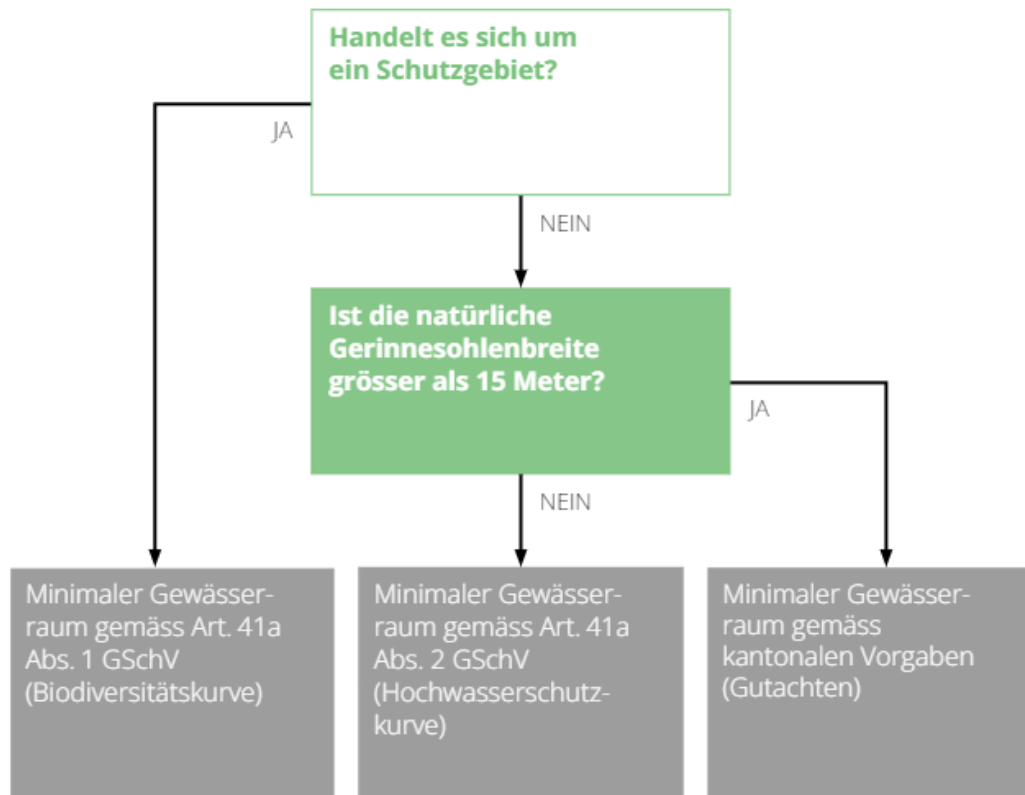 Handelt es sich um
ein Schutzgebiet?
JA
NEIN
Ist die natürliche
Gerinnesohlenbreite
grösser als 15 Meter?
JA
NEIN
Minimaler Gewässer-
raum gemäss Art. 41a
Abs. 1 GSchV
(Biodiversitätskurve)
Minimaler Gewässer-
raum gemäss Art. 41a
Abs. 2 GSchV
(Hochwasserschutz-
kurve)
Minimaler Gewässer-
raum gemäss
kantonalen Vorgaben
(Gutachten)